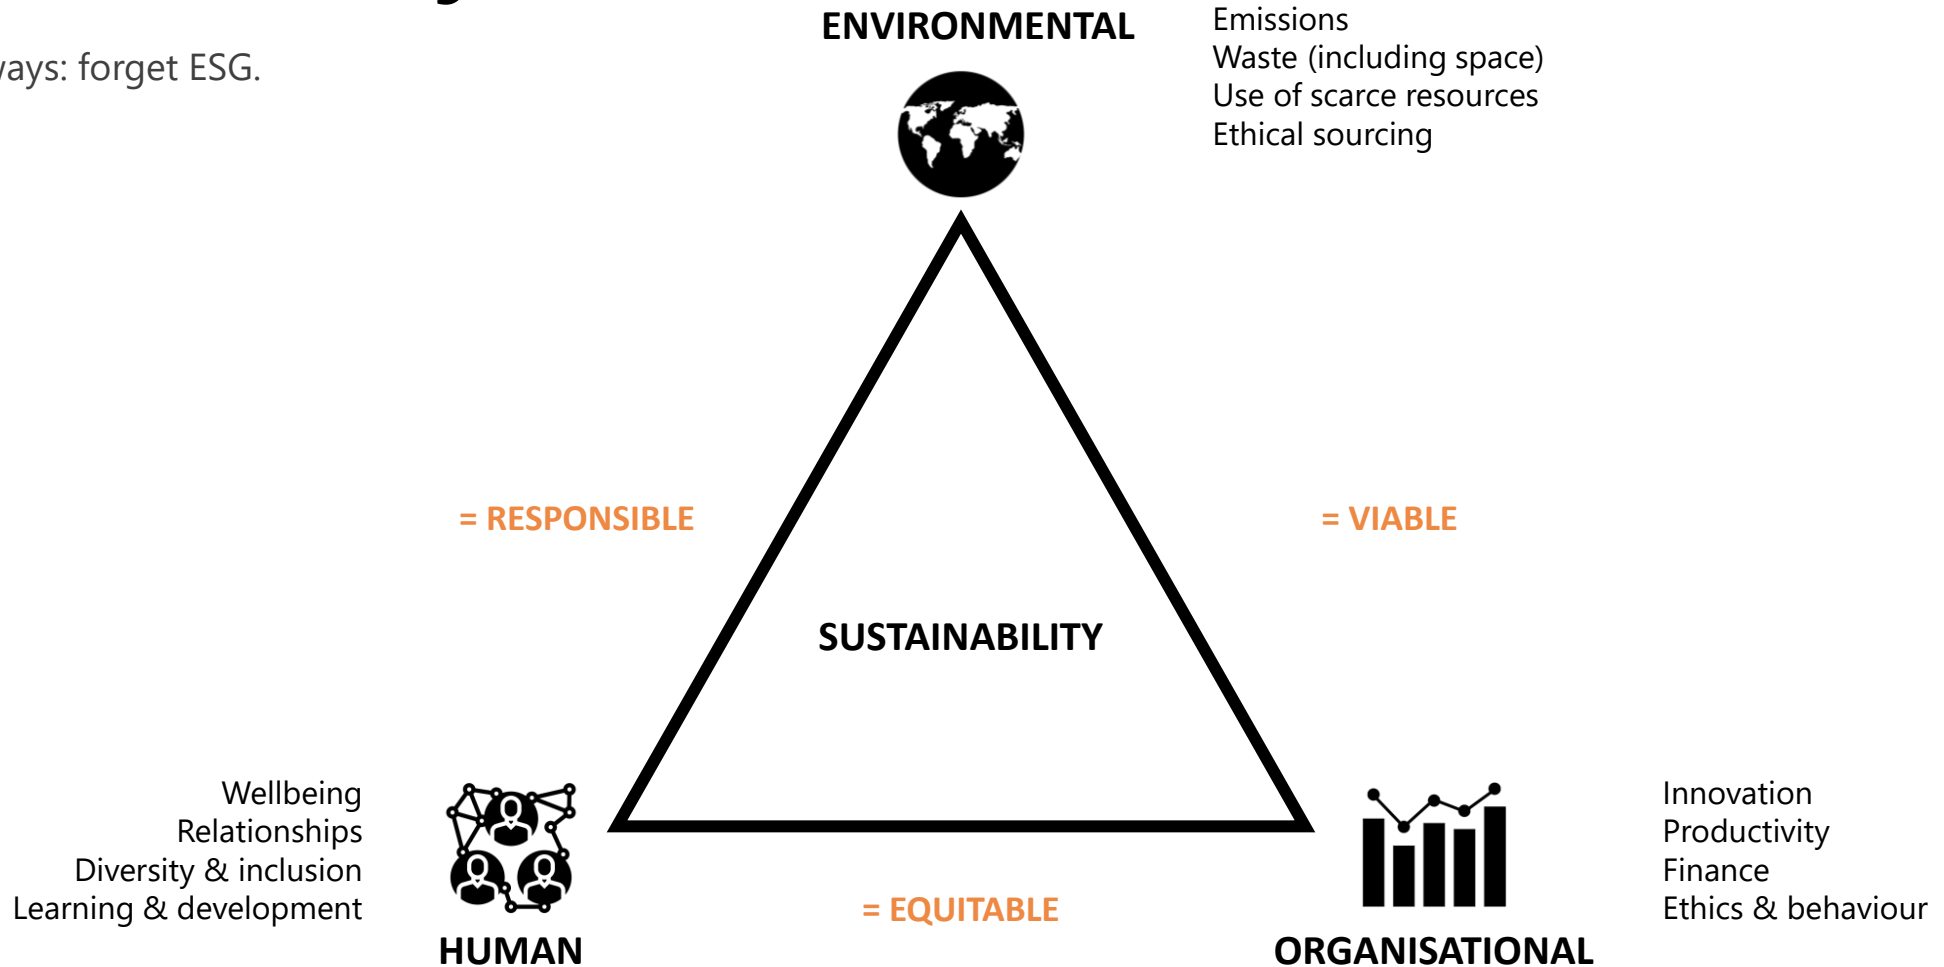 ways: forget ESG.
ENVIRONMENTAL
Emissions
Waste (including space)
Use of scarce resources
Ethical sourcing
= RESPONSIBLE
= VIABLE
SUSTAINABILITY
Wellbeing
Relationships
Diversity & inclusion
Learning & development
HUMAN
= EQUITABLE
Innovation
Productivity
Finance
Ethics & behaviour
ORGANISATIONAL